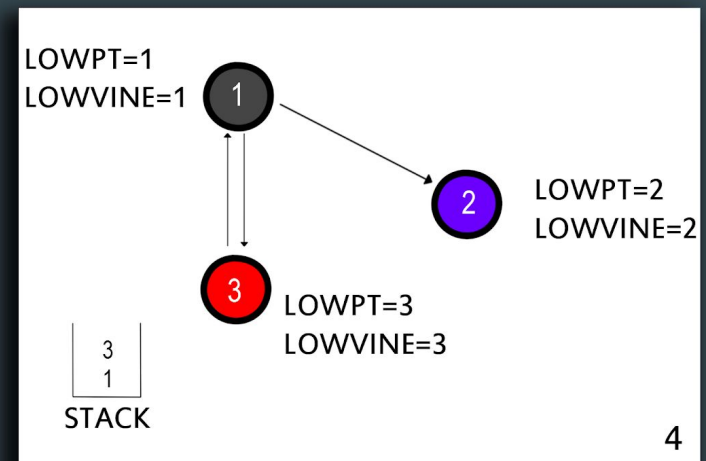 LOWPT=1
LOWVINE=1
1
2
LOWPT=2
LOWVINE=2
3
LOWPT=3
LOWVINE=3
3
1
STACK
4